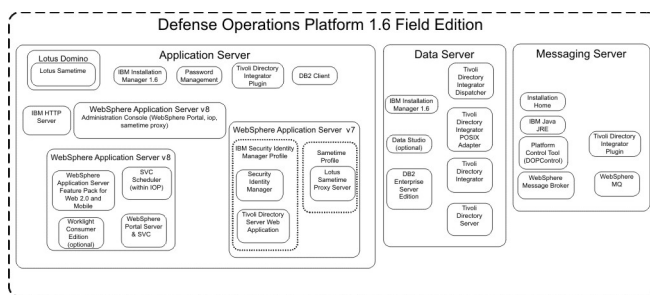 Defense Operations Platform 1.6 Field Edition
Application Server
Lotus Domino
Lotus Sametime
IBM Installation
Manager 1.6
Password
Management
Tivoli Directory
Integrator
Plugin
DB2 Client
IBM HTTP
Server
WebSphere Application Server v8
Administration Console (WebSphere Portal, iop,
sametime proxy)
WebSphere Application Server v8
WebSphere
Application Server
Feature Pack for
Web 2.0 and
Mobile
SVC
Scheduler
(within IOP)
Worklight
Consumer
Edition
(optional)
WebSphere
Portal Server
& SVC
WebSphere Application Server v7
IBM Security Identity
Manager Profile
Security
Identity
Manager
Tivoli Directory
Server Web
Application
Sametime
Profile
Lotus
Sametime
Proxy Server
Data Server
IBM Installation
Manager 1.6
Data Studio
(optional)
DB2
Enterprise
Server
Edition
Tivoli
Directory
Integrator
Dispatcher
Tivoli
Directory
Integrator
POSIX
Adapter
Tivoli
Directory
Integrator
Tivoli
Directory
Server
Messaging Server
Installation
Home
IBM Java
JRE
Platform
Control Tool
(DOPControl)
WebSphere
Message Broker
Tivoli Directory
Integrator
Plugin
WebSphere
MQ